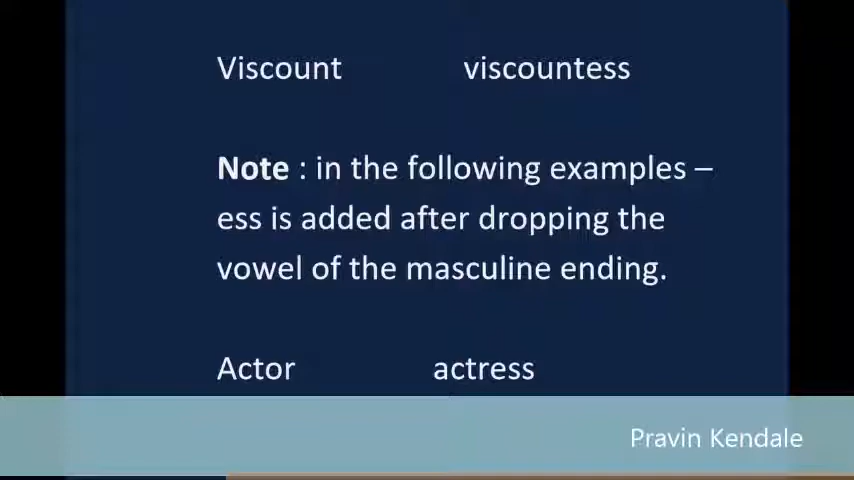 Viscount viscountess
Note : in the following examples –
ess is added after dropping the
vowel of the masculine ending.
Actor actress
Pravin Kendale